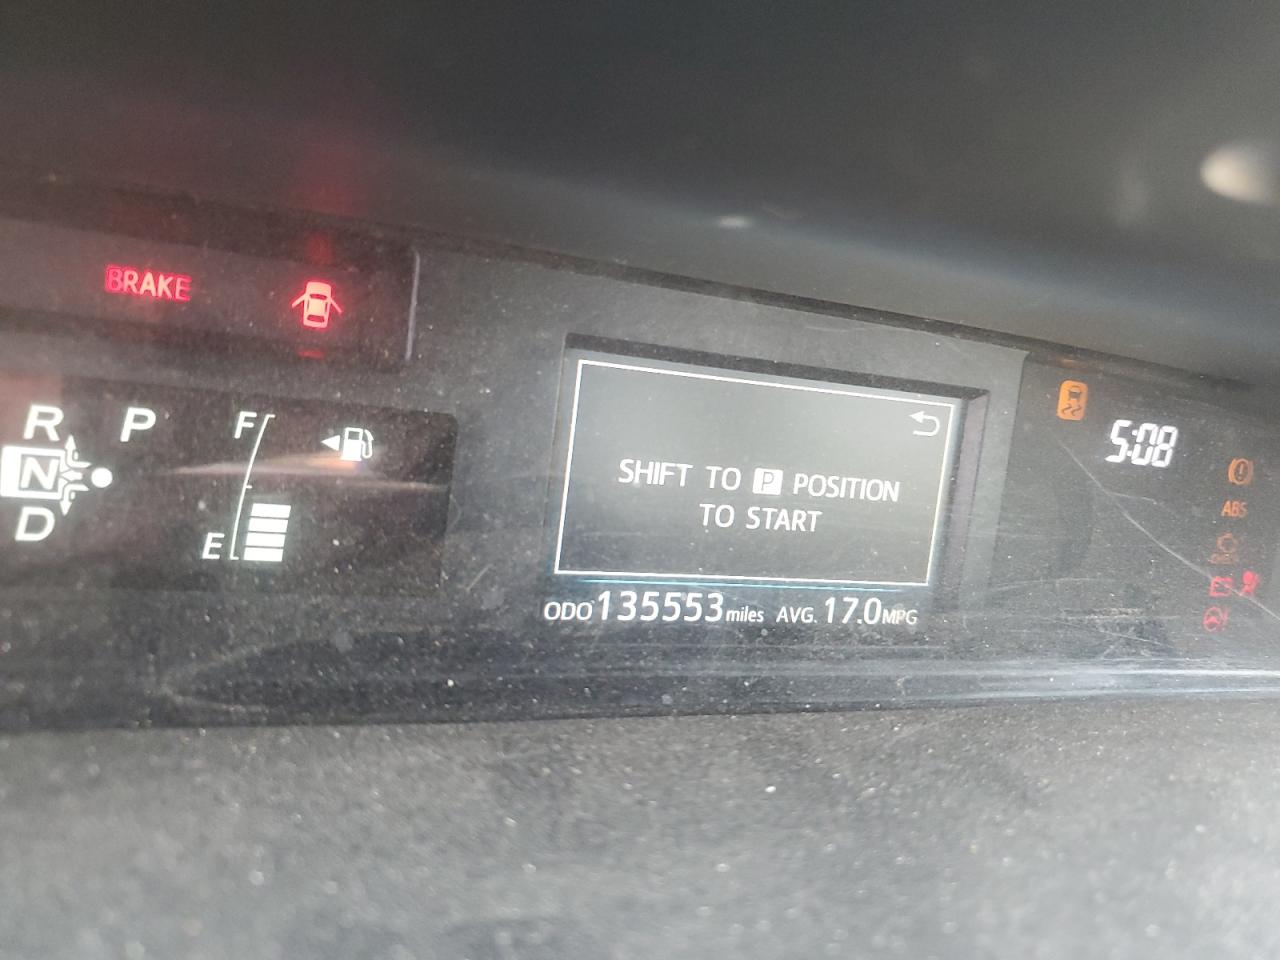 BRAKE
R P
N
D
F
E
SHIFT TO P POSITION
TO START
ODO 135553 miles AVG. 17.0 MPG
5:08
ABS